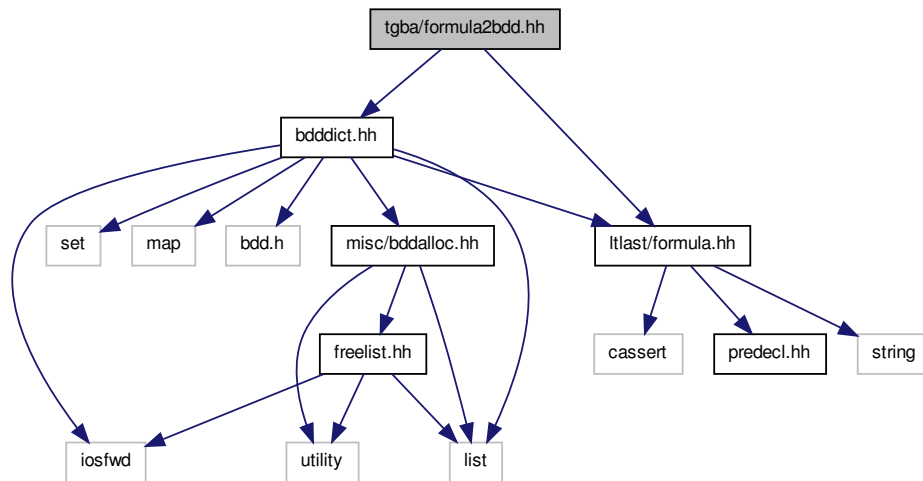 tgba/formula2bdd.hh
bdddict.hh
set
map
bdd.h
misc/bddalloc.hh
ltlast/formula.hh
freelist.hh
cassert
predecl.hh
string
iosfwd
utility
list